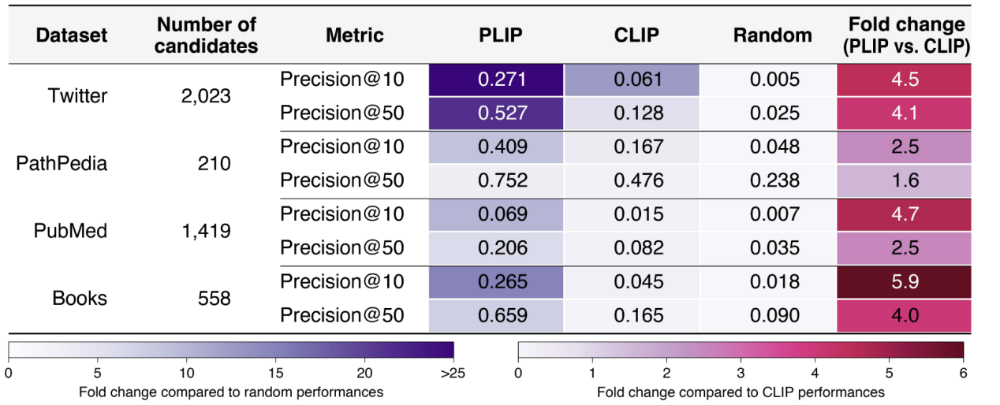 Dataset Number of candidates Metric PLIP CLIP Random Fold change (PLIP vs. CLIP)
Twitter 2,023 Precision@10 0.271 0.061 0.005 4.5
Precision@50 0.527 0.128 0.025 4.1
PathPedia 210 Precision@10 0.409 0.167 0.048 2.5
Precision@50 0.752 0.476 0.238 1.6
PubMed 1,419 Precision@10 0.069 0.015 0.007 4.7
Precision@50 0.206 0.082 0.035 2.5
Books 558 Precision@10 0.265 0.045 0.018 5.9
Precision@50 0.659 0.165 0.090 4.0
0 5 10 15 20 >25
Fold change compared to random performances
0 1 2 3 4 5 6
Fold change compared to CLIP performances